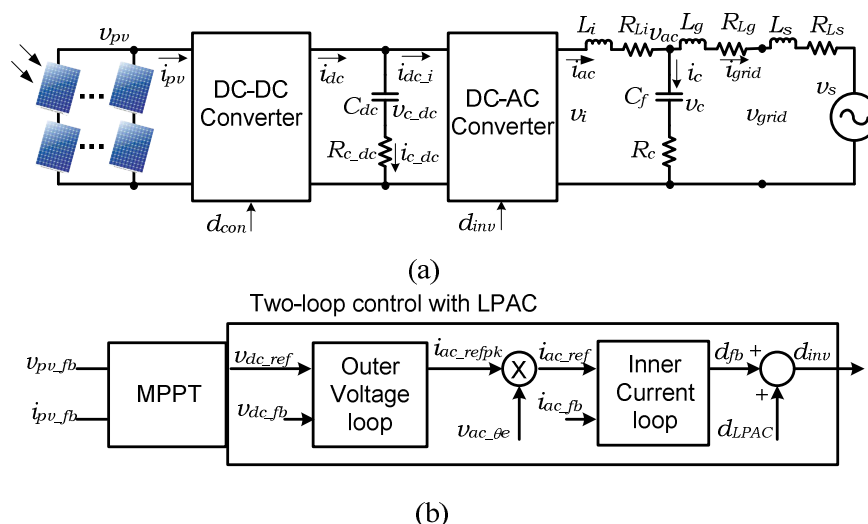 v_pv
i_pv
DC-DC
Converter
d_con
i_dc
i_dc_i
C_dc
v_c_dc
R_c_dc
i_c_dc
DC-AC
Converter
d_inv
L_i
R_Li
v_ac
L_g
R_Lg
L_s
R_Ls
i_ac
i_c
i_grid
v_i
C_f
v_c
v_grid
v_s
R_c
(a)
Two-loop control with LPAC
v_pv_fb
i_pv_fb
MPPT
v_dc_ref
v_dc_fb
Outer
Voltage
loop
i_ac_refpk
X
v_ac_θe
i_ac_ref
i_ac_fb
Inner
Current
loop
d_fb
+
+
d_LPAC
d_inv
(b)